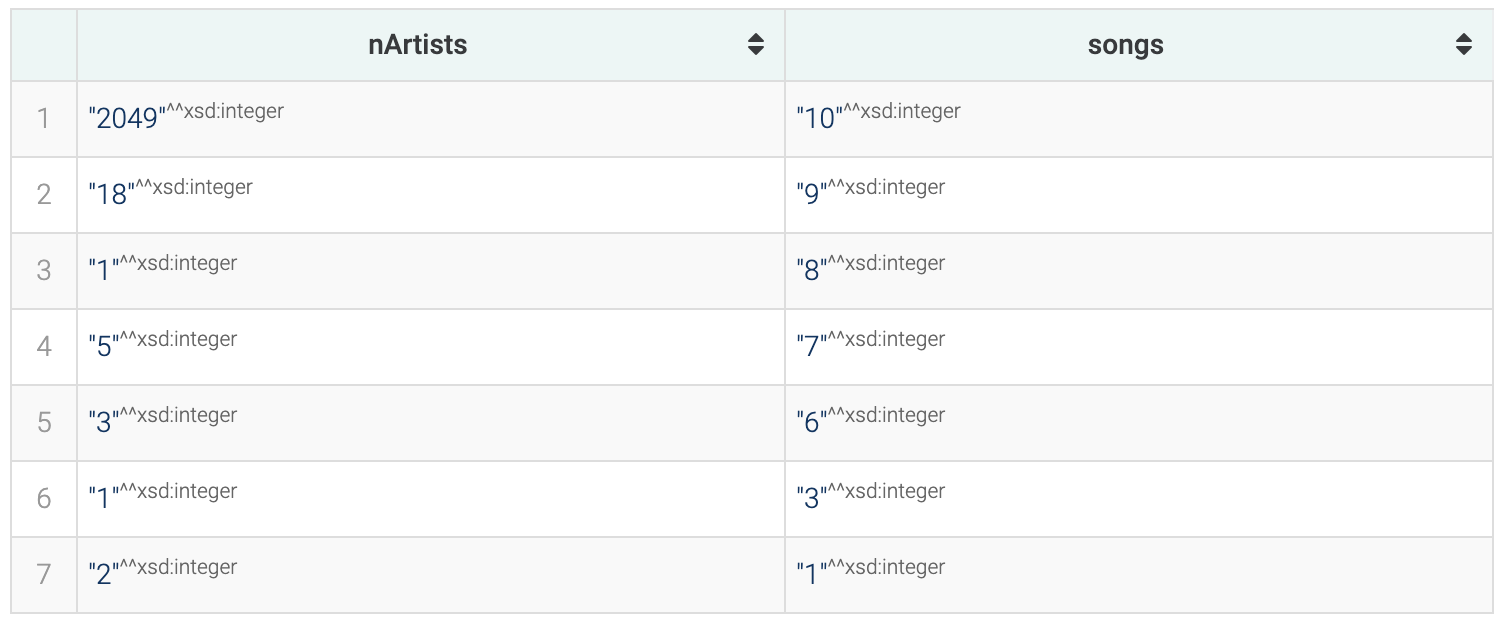 nArtists songs
1 "2049"^^xsd:integer "10"^^xsd:integer
2 "18"^^xsd:integer "9"^^xsd:integer
3 "1"^^xsd:integer "8"^^xsd:integer
4 "5"^^xsd:integer "7"^^xsd:integer
5 "3"^^xsd:integer "6"^^xsd:integer
6 "1"^^xsd:integer "3"^^xsd:integer
7 "2"^^xsd:integer "1"^^xsd:integer